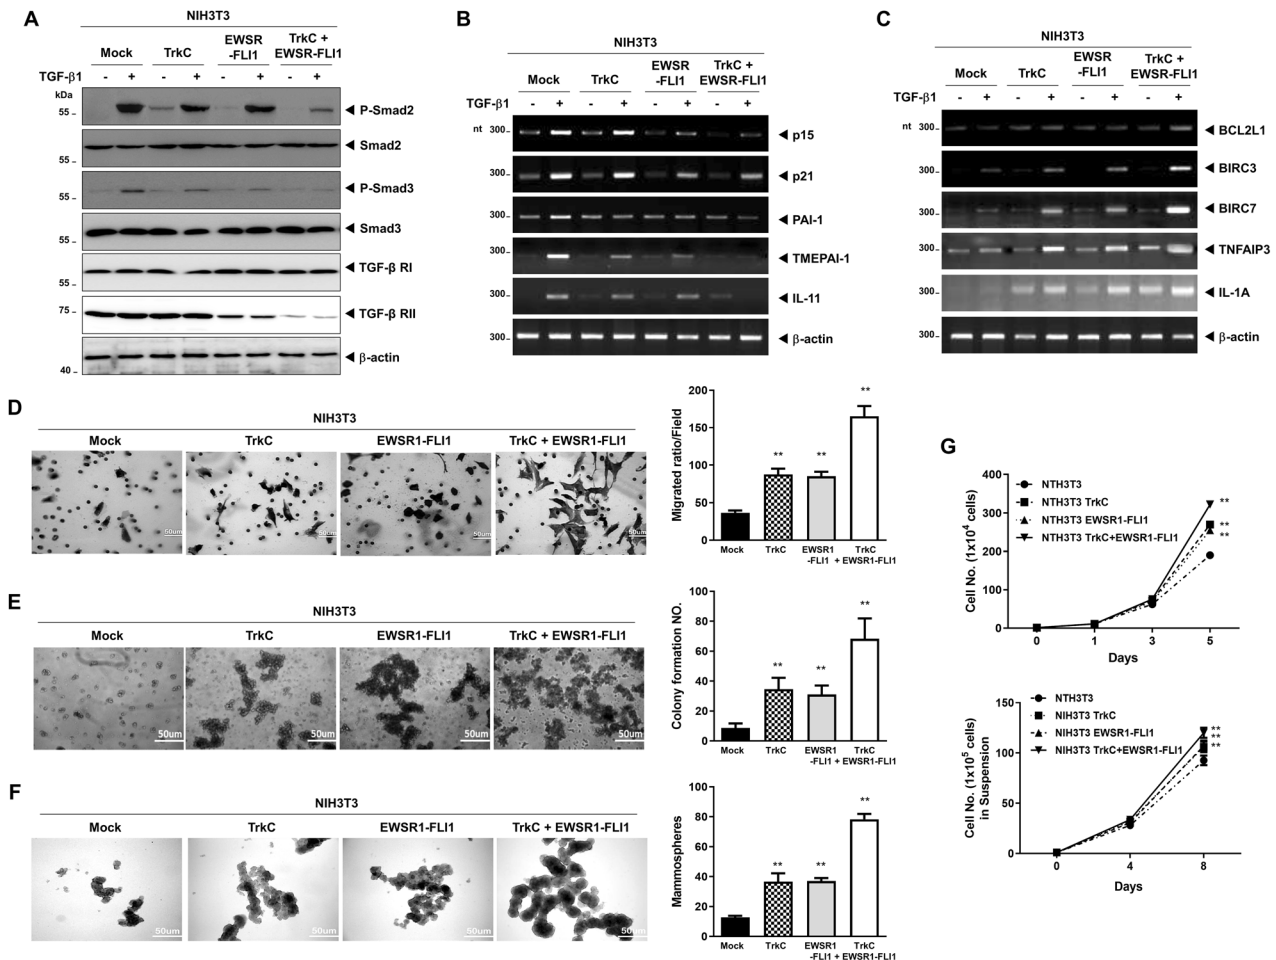 A
NIH3T3
Mock
TrkC
EWSR
-FLI1
TrkC +
EWSR-FLI1
TGF-β1 - + - + - + - +
kDa
55
P-Smad2
Smad2
55
P-Smad3
55
Smad3
55
TGF-β RI
55
75
TGF-β RII
β-actin
40
B
NIH3T3
Mock
TrkC
EWSR
-FLI1
TrkC +
EWSR-FLI1
TGF-β1 - + - + - + - +
nt 300
p15
300
p21
300
PAI-1
300
TMEPAI-1
300
IL-11
300
β-actin
C
NIH3T3
Mock
TrkC
EWSR
-FLI1
TrkC +
EWSR-FLI1
TGF-β1 - + - + - + - +
nt 300
BCL2L1
300
BIRC3
300
BIRC7
300
TNFAIP3
300
IL-1A
300
β-actin
D
NIH3T3
Mock
TrkC
EWSR1-FLI1
TrkC + EWSR1-FLI1
50um
50um
50um
50um
Migrated ratio/Field
200
150
100
50
0
**
**
**
Mock
TrkC
EWSR1
-FLI1
TrkC
+ EWSR1-FLI1
E
NIH3T3
Mock
TrkC
EWSR1-FLI1
TrkC + EWSR1-FLI1
50um
50um
50um
50um
Colony formation NO.
100
80
60
40
20
0
**
**
**
Mock
TrkC
EWSR1
-FLI1
TrkC
+ EWSR1-FLI1
F
NIH3T3
Mock
TrkC
EWSR1-FLI1
TrkC + EWSR1-FLI1
50um
50um
50um
50um
Mammospheres
100
80
60
40
20
0
**
**
**
Mock
TrkC
EWSR1
-FLI1
TrkC
+ EWSR1-FLI1
G
Cell No. (1x10⁴ cells)
400
300
200
100
0
NTH3T3
NTH3T3 TrkC
NTH3T3 EWSR1-FLI1
NTH3T3 TrkC+EWSR1-FLI1
**
**
**
0 1 3 5
Days
Cell No. (1x10⁵ cells)
in Suspension
150
100
50
0
NTH3T3
NIH3T3 TrkC
NIH3T3 EWSR1-FLI1
NIH3T3 TrkC+EWSR1-FLI1
**
**
**
0 4 8
Days